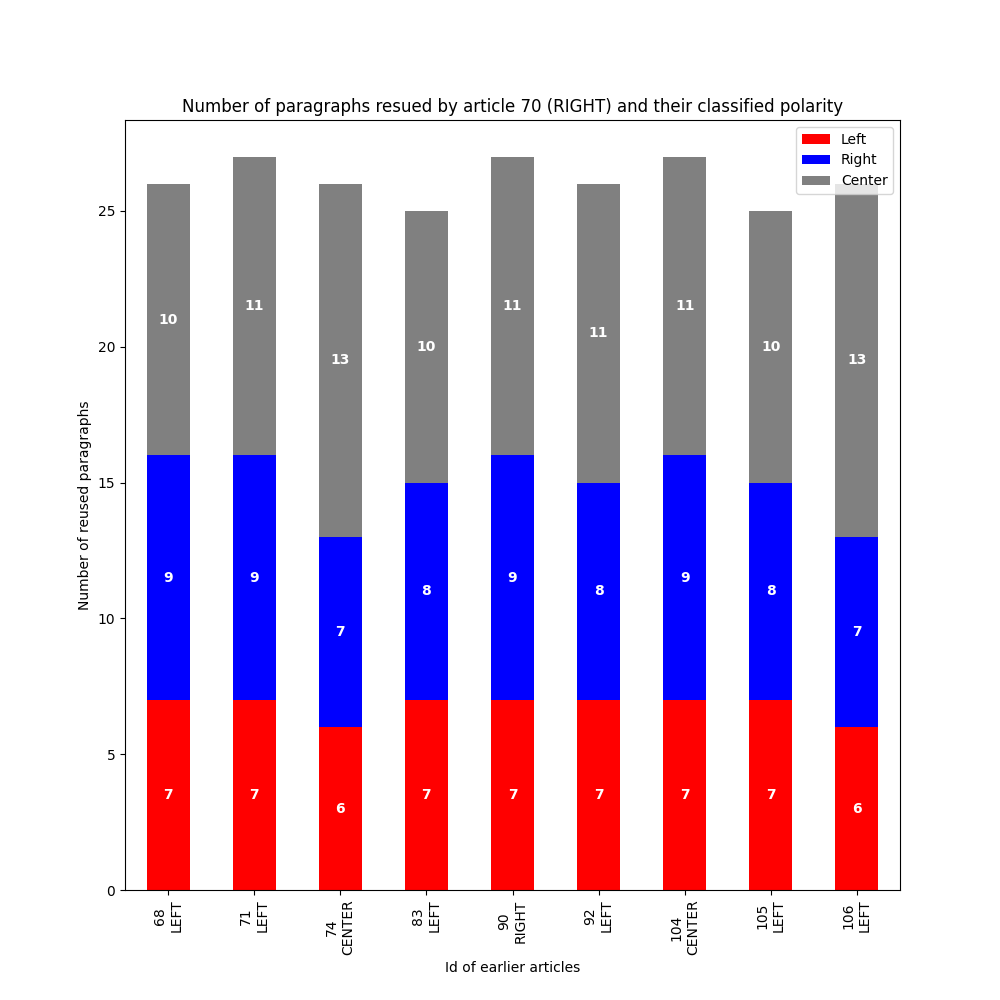 Number of paragraphs resued by article 70 (RIGHT) and their classified polarity
Left
Right
Center
Number of reused paragraphs
25
20
15
10
5
0
10
11
13
10
11
11
11
10
13
9
9
7
8
9
8
9
8
7
7
7
6
7
7
7
7
7
6
68
LEFT
71
LEFT
74
CENTER
83
LEFT
90
RIGHT
92
LEFT
104
CENTER
105
LEFT
106
LEFT
Id of earlier articles